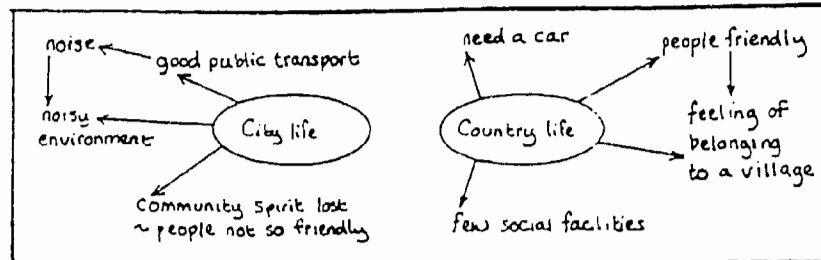 noise
good public transport
noisy
environment
City life
Community Spirit lost
~ people not so friendly
need a car
people friendly
Country life
feeling of
belonging
to a village
few social facilities